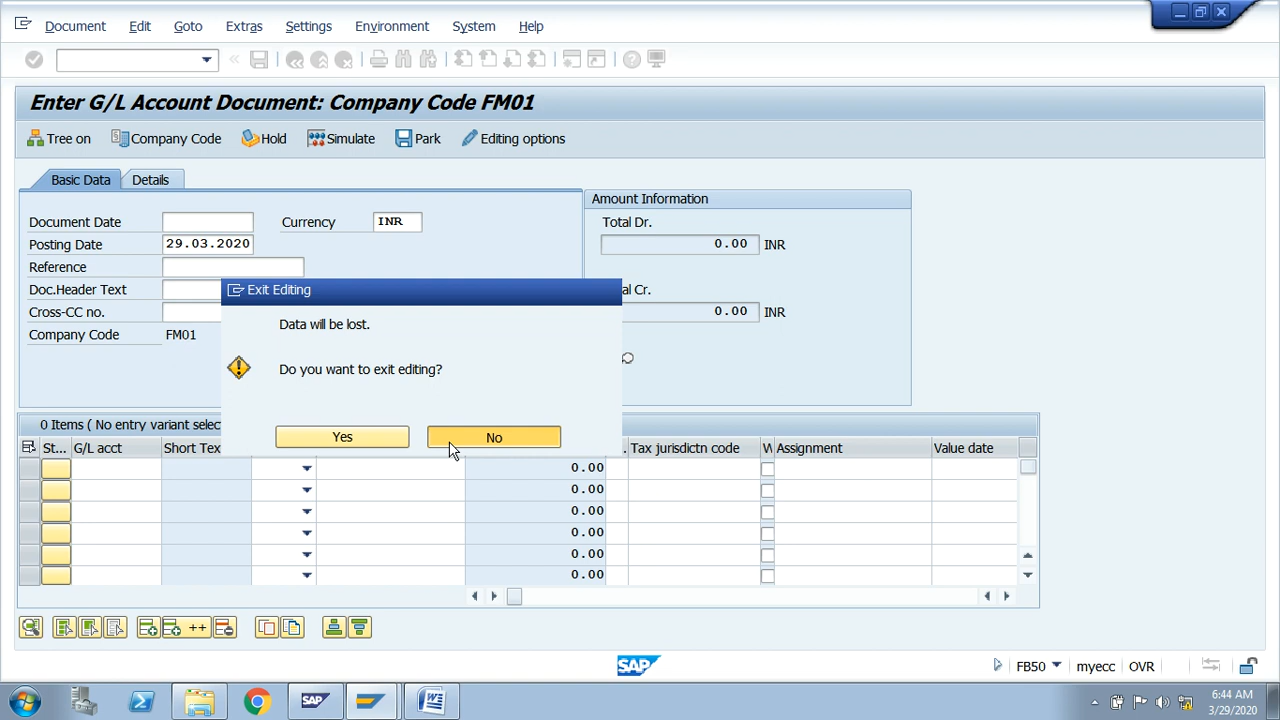 Document Edit Goto Extras Settings Environment System Help
Enter G/L Account Document: Company Code FM01
Tree on Company Code Hold Simulate Park Editing options
Basic Data Details
Amount Information
Document Date Currency INR
Total Dr.
Posting Date 29.03.2020
0.00 INR
Reference
Doc.Header Text
al Cr.
Cross-CC no.
0.00 INR
Company Code FM01
Exit Editing
Data will be lost.
Do you want to exit editing?
Yes No
0 Items ( No entry variant selec
St... G/L acct Short Tex . Tax jurisdictn code W Assignment Value date
0.00
0.00
0.00
0.00
0.00
0.00
++
SAP
FB50 myecc OVR
SAP
6:44 AM
3/29/2020